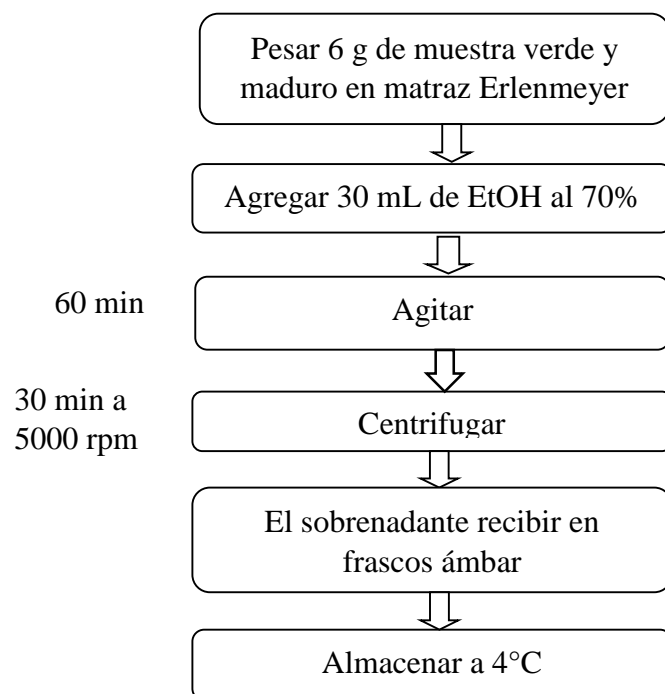 Pesar 6 g de muestra verde y
maduro en matraz Erlenmeyer
Agregar 30 mL de EtOH al 70%
60 min
Agitar
30 min a
5000 rpm
Centrifugar
El sobrenadante recibir en
frascos ámbar
Almacenar a 4°C